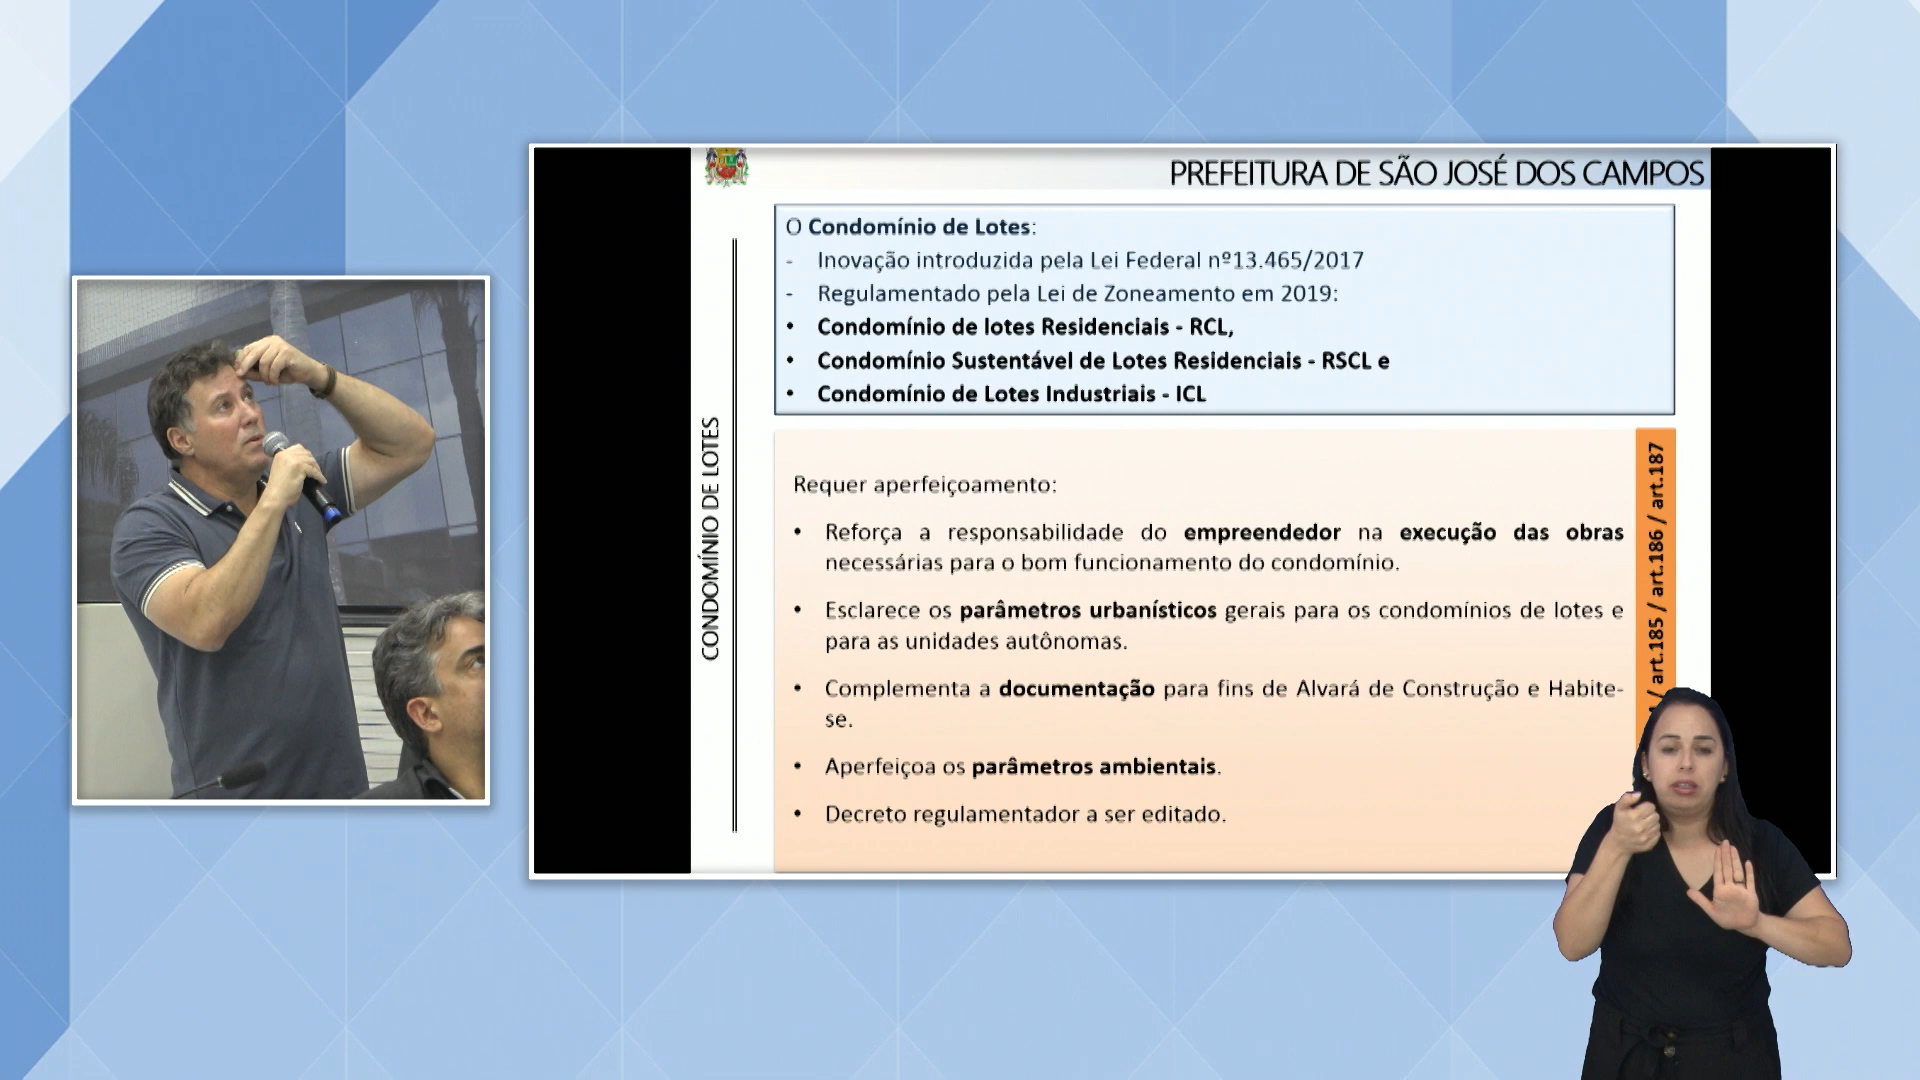 PREFEITURA DE SÃO JOSÉ DOS CAMPOS
CONDOMÍNIO DE LOTES
O Condomínio de Lotes:
- Inovação introduzida pela Lei Federal nº13.465/2017
- Regulamentado pela Lei de Zoneamento em 2019:
• Condomínio de lotes Residenciais - RCL,
• Condomínio Sustentável de Lotes Residenciais - RSCL e
• Condomínio de Lotes Industriais - ICL
Requer aperfeiçoamento:
• Reforça a responsabilidade do empreendedor na execução das obras
necessárias para o bom funcionamento do condomínio.
• Esclarece os parâmetros urbanísticos gerais para os condomínios de lotes e
para as unidades autônomas.
• Complementa a documentação para fins de Alvará de Construção e Habite-
se.
• Aperfeiçoa os parâmetros ambientais.
• Decreto regulamentador a ser editado.
/ art.185 / art.186 / art.187